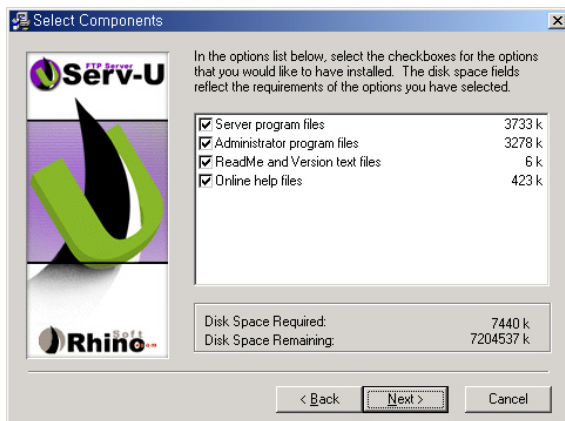 Select Components
FTP Server
Serv-U
In the options list below, select the checkboxes for the options
that you would like to have installed. The disk space fields
reflect the requirements of the options you have selected.
Server program files 3733 k
Administrator program files 3278 k
ReadMe and Version text files 6 k
Online help files 423 k
Disk Space Required: 7440 k
Disk Space Remaining: 7204537 k
Soft
Rhino.com
< Back
Next >
Cancel